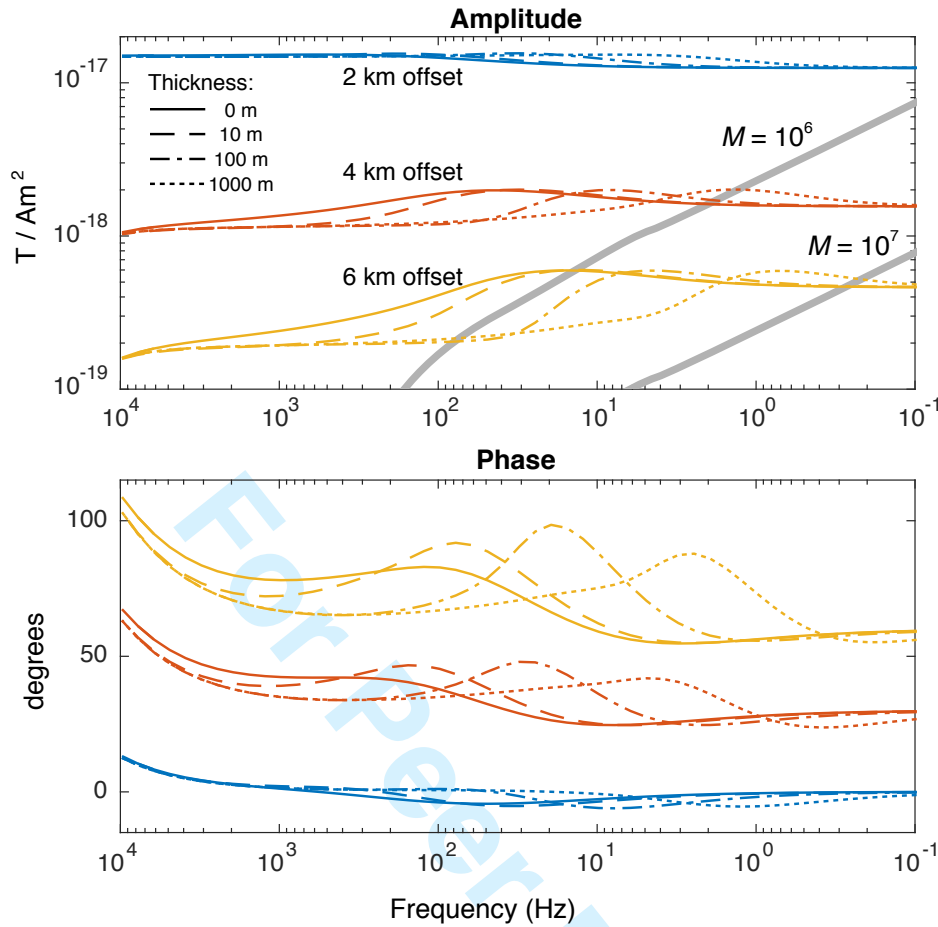 Amplitude
10^-17
10^-18
10^-19
T / Am^2
Thickness:
0 m
10 m
100 m
1000 m
2 km offset
4 km offset
6 km offset
M = 10^6
M = 10^7
10^4
10^3
10^2
10^1
10^0
10^-1
Phase
100
50
0
degrees
10^4
10^3
10^2
10^1
10^0
10^-1
Frequency (Hz)
For Peer